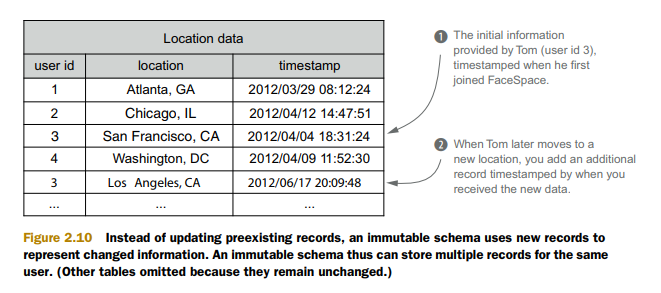 Location data
user id location timestamp
1 Atlanta, GA 2012/03/29 08:12:24
2 Chicago, IL 2012/04/12 14:47:51
3 San Francisco, CA 2012/04/04 18:31:24
4 Washington, DC 2012/04/09 11:52:30
3 Los Angeles, CA 2012/06/17 20:09:48
... ... ...
1 The initial information
provided by Tom (user id 3),
timestamped when he first
joined FaceSpace.
2 When Tom later moves to a
new location, you add an additional
record timestamped by when you
received the new data.
Figure 2.10 Instead of updating preexisting records, an immutable schema uses new records to
represent changed information. An immutable schema thus can store multiple records for the same
user. (Other tables omitted because they remain unchanged.)